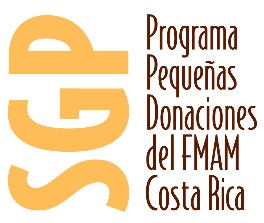 SGP
Programa
Pequeñas
Donaciones
del FMAM
Costa Rica